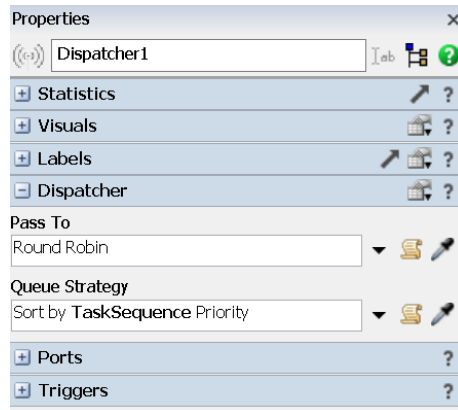 Properties
Dispatcher1
Statistics
?
Visuals
?
Labels
?
Dispatcher
?
Pass To
Round Robin
Queue Strategy
Sort by TaskSequence Priority
Ports
?
Triggers
?